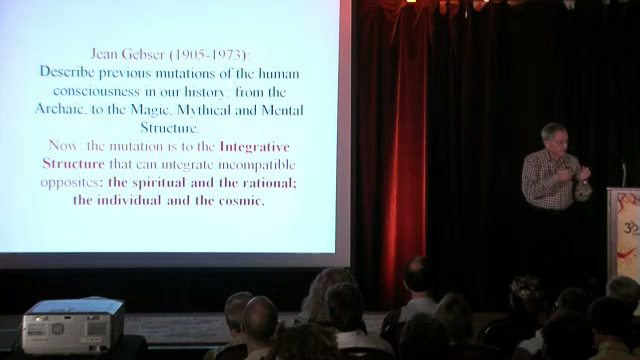 Jean Gebser (1905-1973):
Describe previous mutations of the human
consciousness in our history: from the
Archaic, to the Magic, Mythical and Mental
Structure.
Now: the mutation is to the Integrative
Structure that can integrate incompatible
opposites: the spiritual and the rational;
the individual and the cosmic.
ॐ